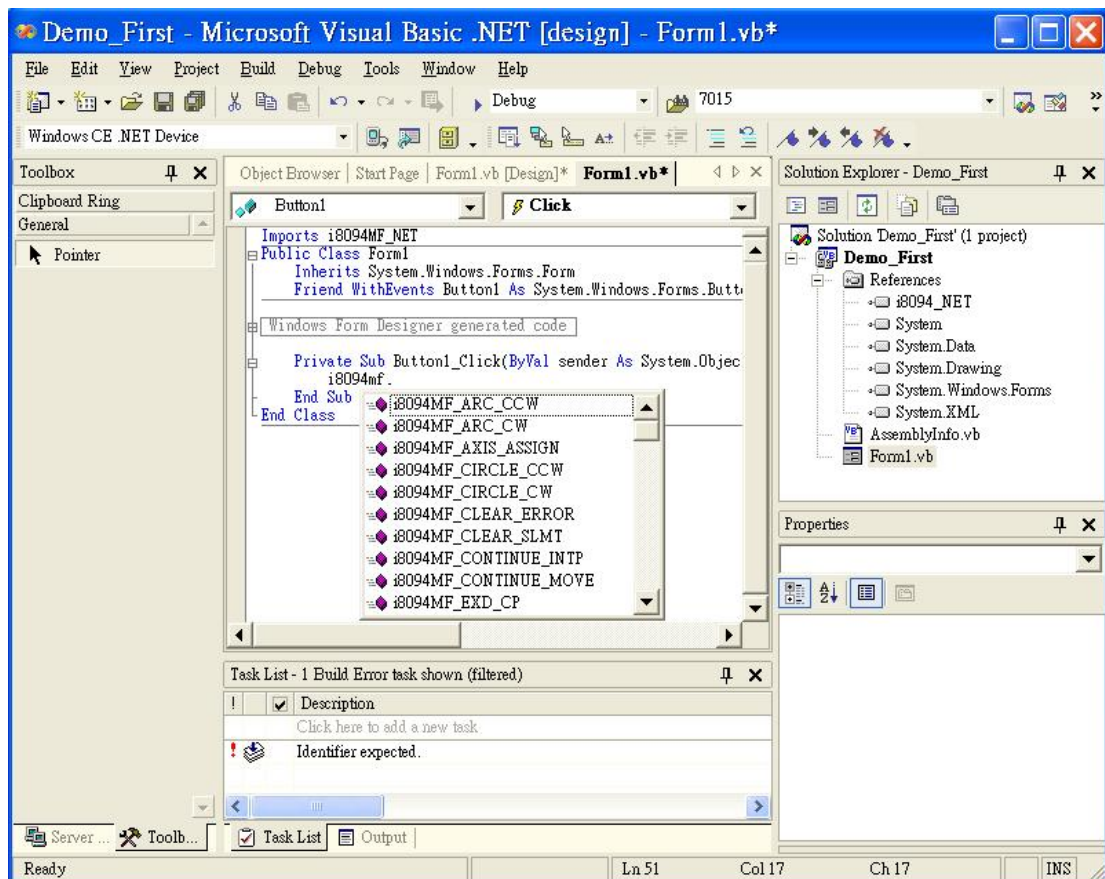 Demo_First - Microsoft Visual Basic .NET [design] - Form1.vb*
File Edit View Project Build Debug Tools Window Help
Debug 7015
Windows CE .NET Device
Toolbox
Clipboard Ring
General
Pointer
Server ... Toolb...
Object Browser Start Page Form1.vb [Design]* Form1.vb*
Button1 Click
Imports i8094MF_NET
Public Class Form1
Inherits System.Windows.Forms.Form
Friend WithEvents Button1 As System.Windows.Forms.Butt
Windows Form Designer generated code
Private Sub Button1_Click(ByVal sender As System.Objec
i8094mf.
End Sub
End Class
i8094MF_ARC_CCW
i8094MF_ARC_CW
i8094MF_AXIS_ASSIGN
i8094MF_CIRCLE_CCW
i8094MF_CIRCLE_CW
i8094MF_CLEAR_ERROR
i8094MF_CLEAR_SLMT
i8094MF_CONTINUE_INTP
i8094MF_CONTINUE_MOVE
i8094MF_EXD_CP
Task List - 1 Build Error task shown (filtered)
! Description
Click here to add a new task
! Identifier expected.
Task List Output
Solution Explorer - Demo_First
Solution 'Demo_First' (1 project)
Demo_First
References
i8094_NET
System
System.Data
System.Drawing
System.Windows.Forms
System.XML
AssemblyInfo.vb
Form1.vb
Properties
Ready Ln 51 Col 17 Ch 17 INS